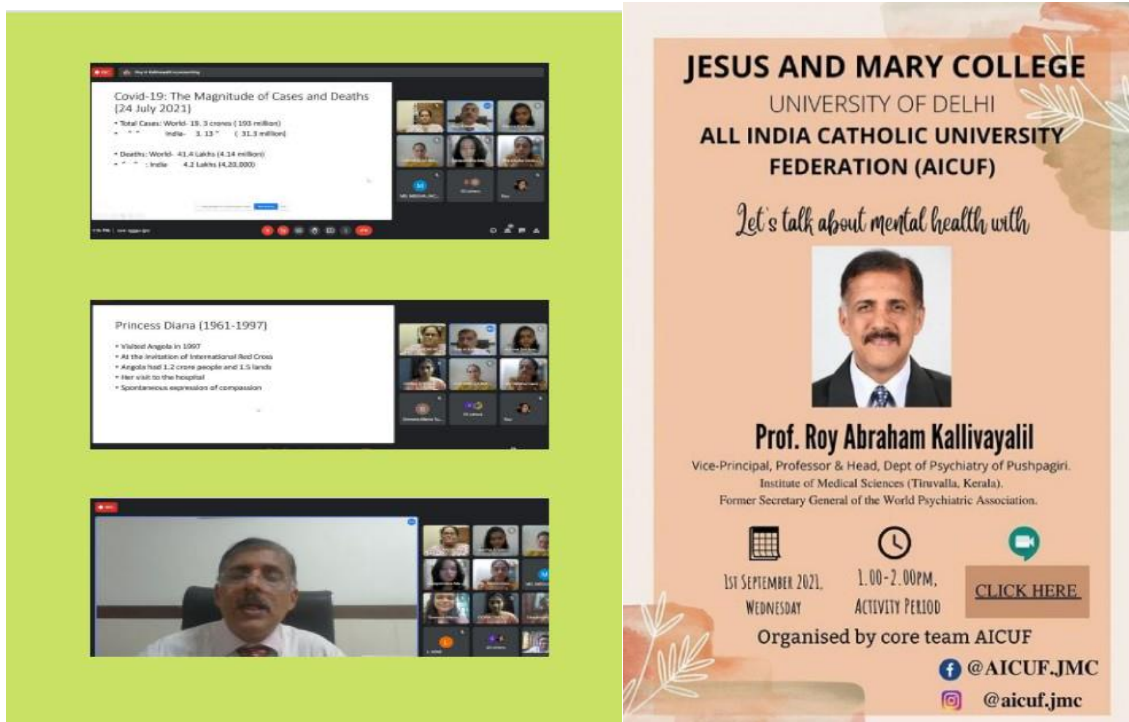 Covid-19: The Magnitude of Cases and Deaths
(24 July 2021)
• Total Cases: World- 19. 3 crores ( 193 million)
• " " India- 3. 13 " ( 31.3 million)
• Deaths: World- 41.4 Lakhs (4.14 million)
• " " : India 4.2 Lakhs (4,20,000)
You
Princess Diana (1961-1997)
• Visited Angola in 1997
• At the invitation of International Red Cross
• Angola had 1.2 crore people and 1.5 lands
• Her visit to the hospital
• Spontaneous expression of compassion
You
JESUS AND MARY COLLEGE
UNIVERSITY OF DELHI
ALL INDIA CATHOLIC UNIVERSITY
FEDERATION (AICUF)
Let's talk about mental health with
Prof. Roy Abraham Kallivayalil
Vice-Principal, Professor & Head, Dept of Psychiatry of Pushpagiri.
Institute of Medical Sciences (Tiruvalla, Kerala).
Former Secretary General of the World Psychiatric Association.
1ST SEPTEMBER 2021,
WEDNESDAY
1.00-2.00PM,
ACTIVITY PERIOD
CLICK HERE
Organised by core team AICUF
@AICUF.JMC
@aicuf.jmc